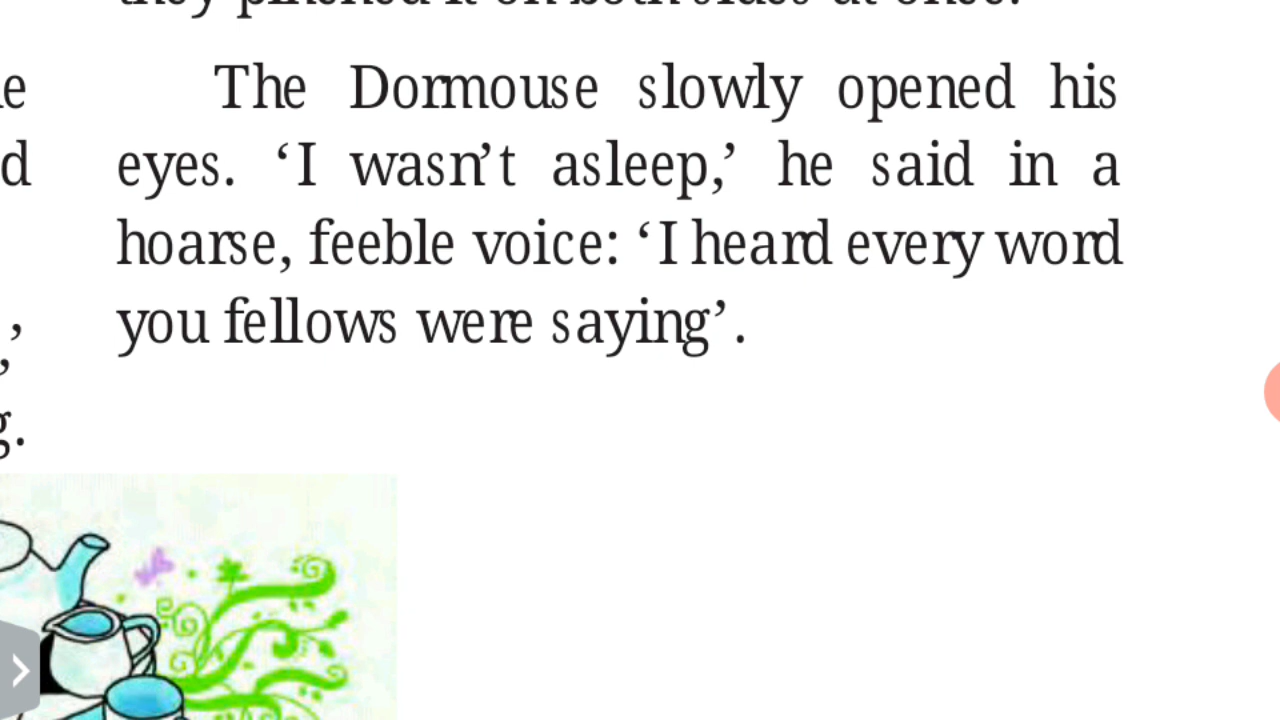 The Dormouse slowly opened his
eyes. ‘I wasn’t asleep,’ he said in a
hoarse, feeble voice: ‘I heard every word
you fellows were saying’.